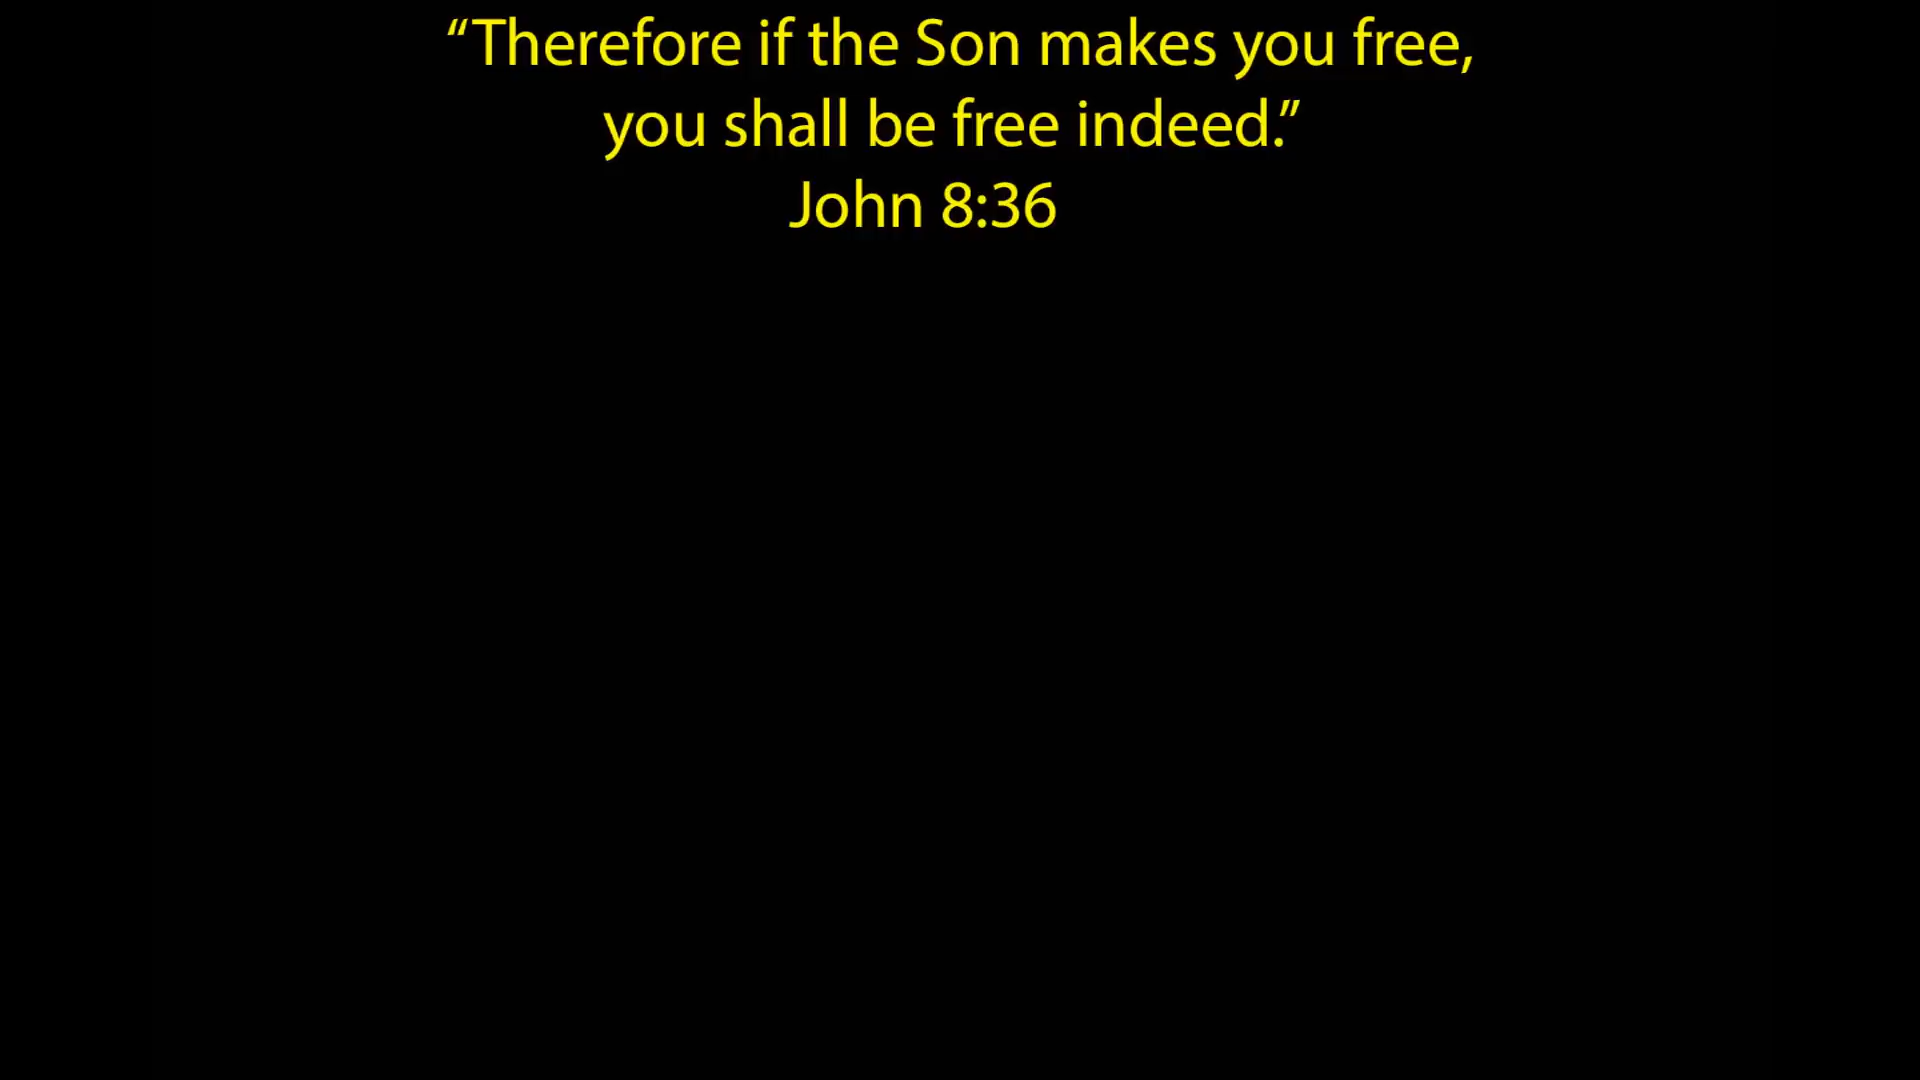 “Therefore if the Son makes you free,
you shall be free indeed.”
John 8:36